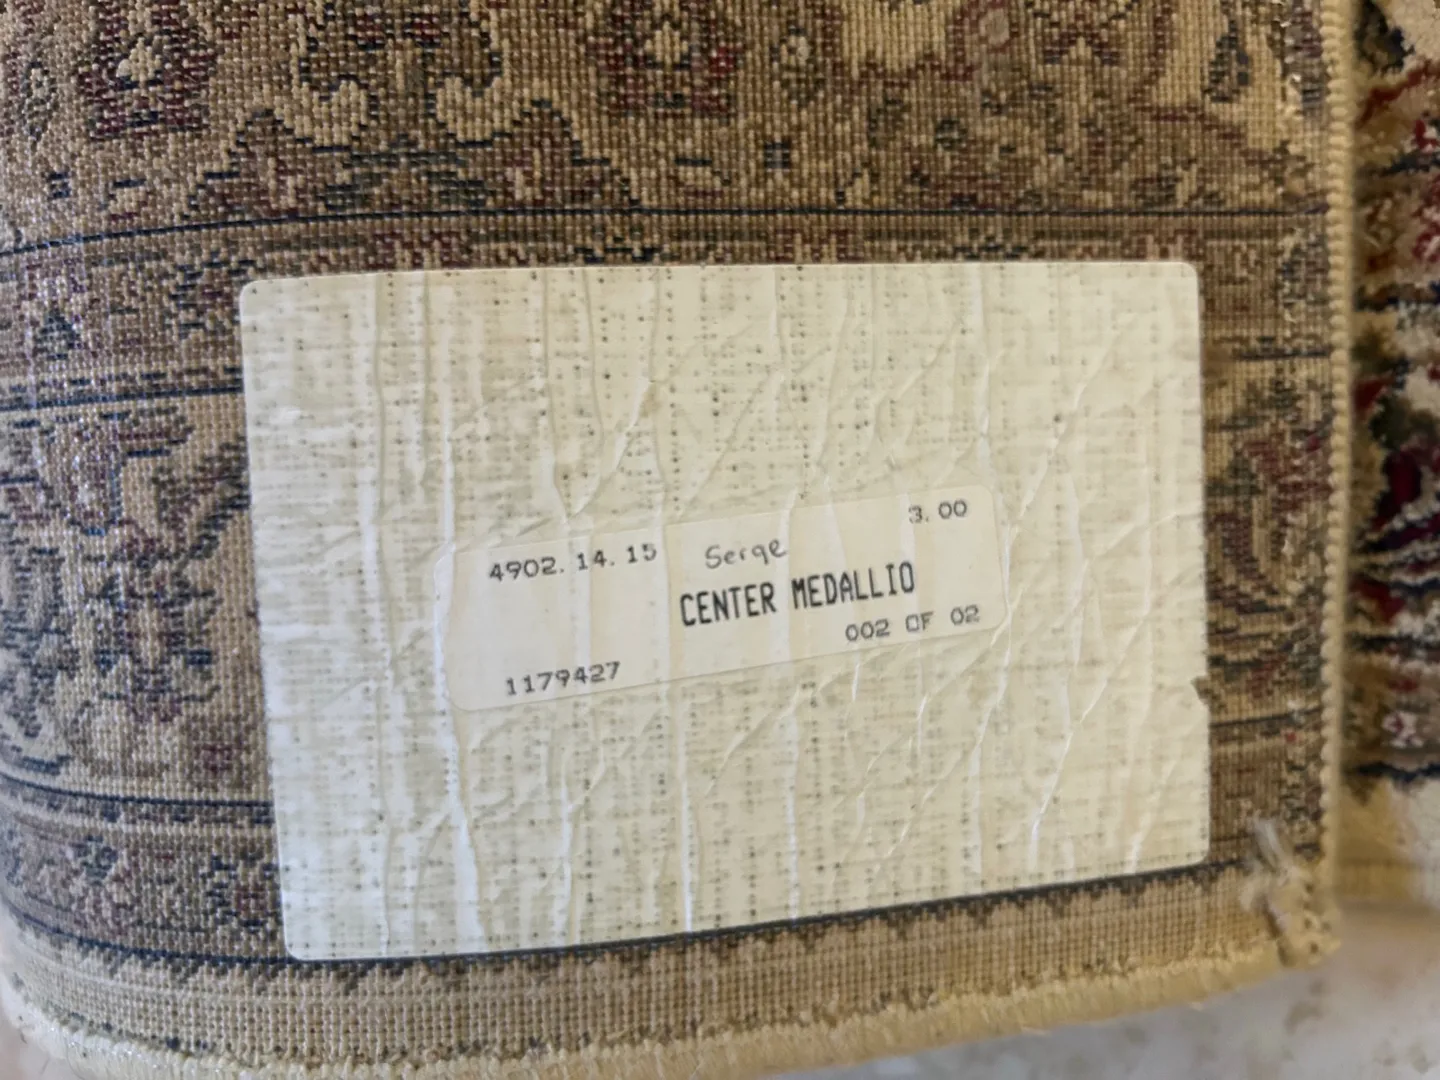 4902. 14. 15 Serge 3. 00
CENTER MEDALLIO
002 OF 02
1179427